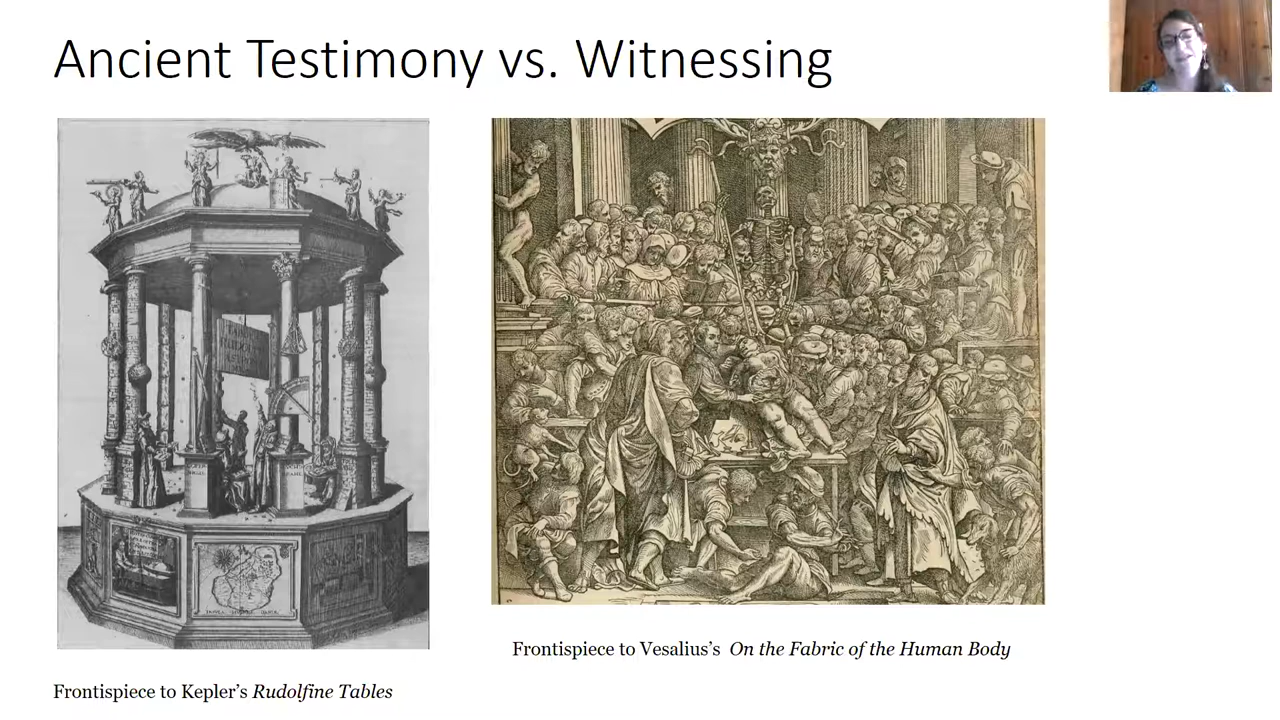 Ancient Testimony vs. Witnessing
Frontispiece to Vesalius’s On the Fabric of the Human Body
Frontispiece to Kepler’s Rudolfine Tables